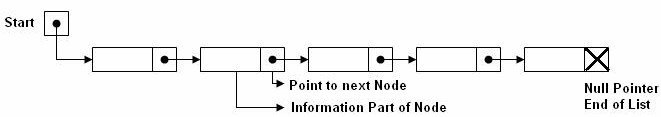 Start
Point to next Node
Information Part of Node
Null Pointer
End of List